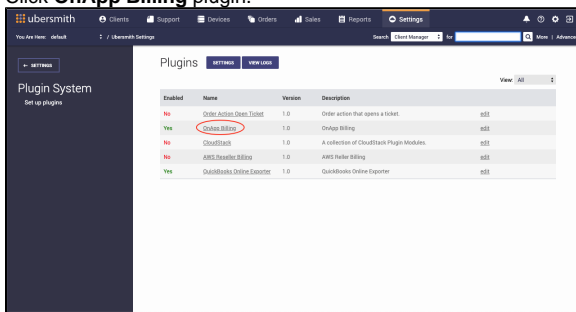 Click OnApp Billing plugin.
ubersmith Clients Support Devices Orders Sales Reports Settings
You Are Here: default / Ubersmith Settings Search Client Manager for More | Advance
← SETTINGS
Plugin System
Set up plugins
Plugins SETTINGS VIEW LOGS
View: All
Enabled Name Version Description
No Order Action Open Ticket 1.0 Order action that opens a ticket. edit
Yes OnApp Billing 1.0 OnApp Billing edit
No CloudStack 1.0 A collection of CloudStack Plugin Modules. edit
No AWS Reseller Billing 1.0 AWS Reller Billing edit
Yes QuickBooks Online Exporter 1.0 QuickBooks Online Exporter edit